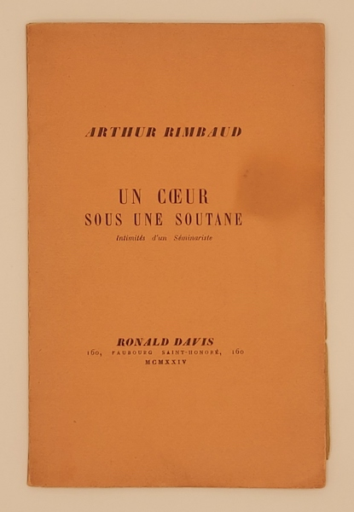 ARTHUR RIMBAUD
UN CŒUR
SOUS UNE SOUTANE
Intimités d'un Séminariste
RONALD DAVIS
160, FAUBOURG SAINT-HONORÉ, 160
MCMXXIV